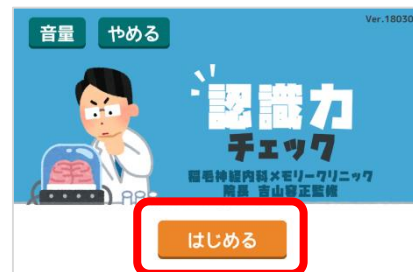 Ver.18030
音量 やめる
認識力
チェック
稲毛神経内科×モリークリニック
院長 吉山容正監修
はじめる